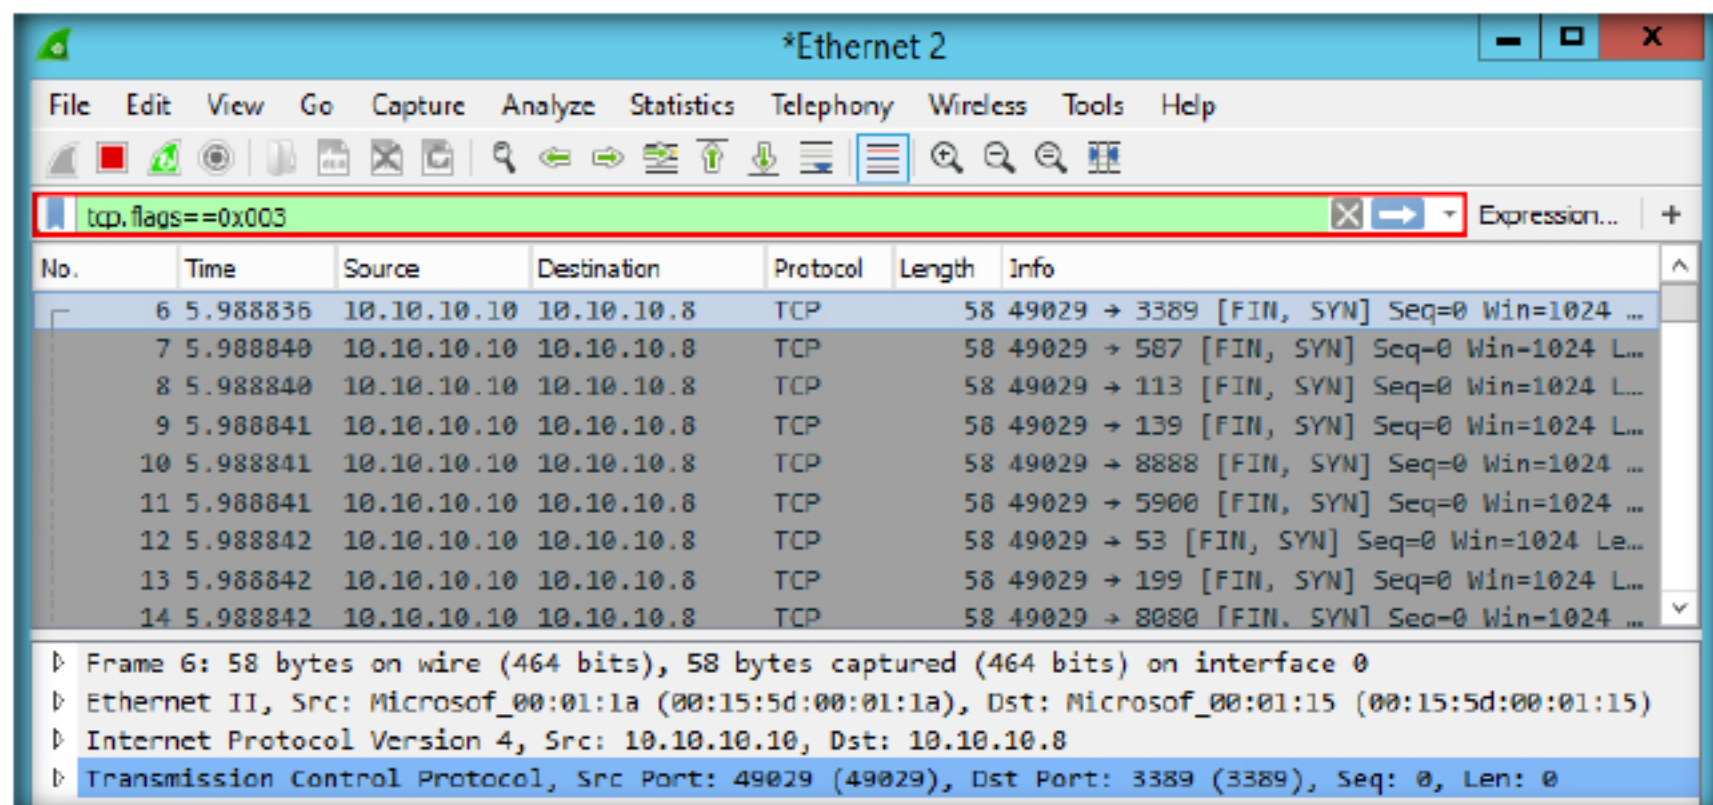 *Ethernet 2
File Edit View Go Capture Analyze Statistics Telephony Wireless Tools Help
tcp.flags==0x003 Expression... +
No. Time Source Destination Protocol Length Info
6 5.988836 10.10.10.10 10.10.10.8 TCP 58 49029 → 3389 [FIN, SYN] Seq=0 Win=1024 ...
7 5.988840 10.10.10.10 10.10.10.8 TCP 58 49029 → 587 [FIN, SYN] Seq=0 Win=1024 L...
8 5.988840 10.10.10.10 10.10.10.8 TCP 58 49029 → 113 [FIN, SYN] Seq=0 Win=1024 L...
9 5.988841 10.10.10.10 10.10.10.8 TCP 58 49029 → 139 [FIN, SYN] Seq=0 Win=1024 L...
10 5.988841 10.10.10.10 10.10.10.8 TCP 58 49029 → 8888 [FIN, SYN] Seq=0 Win=1024 ...
11 5.988841 10.10.10.10 10.10.10.8 TCP 58 49029 → 5900 [FIN, SYN] Seq=0 Win=1024 ...
12 5.988842 10.10.10.10 10.10.10.8 TCP 58 49029 → 53 [FIN, SYN] Seq=0 Win=1024 Le...
13 5.988842 10.10.10.10 10.10.10.8 TCP 58 49029 → 199 [FIN, SYN] Seq=0 Win=1024 L...
14 5.988842 10.10.10.10 10.10.10.8 TCP 58 49029 → 8080 [FIN, SYN] Seq=0 Win=1024 ...
Frame 6: 58 bytes on wire (464 bits), 58 bytes captured (464 bits) on interface 0
Ethernet II, Src: Microsof_00:01:1a (00:15:5d:00:01:1a), Dst: Microsof_00:01:15 (00:15:5d:00:01:15)
Internet Protocol Version 4, Src: 10.10.10.10, Dst: 10.10.10.8
Transmission Control Protocol, Src Port: 49029 (49029), Dst Port: 3389 (3389), Seq: 0, Len: 0